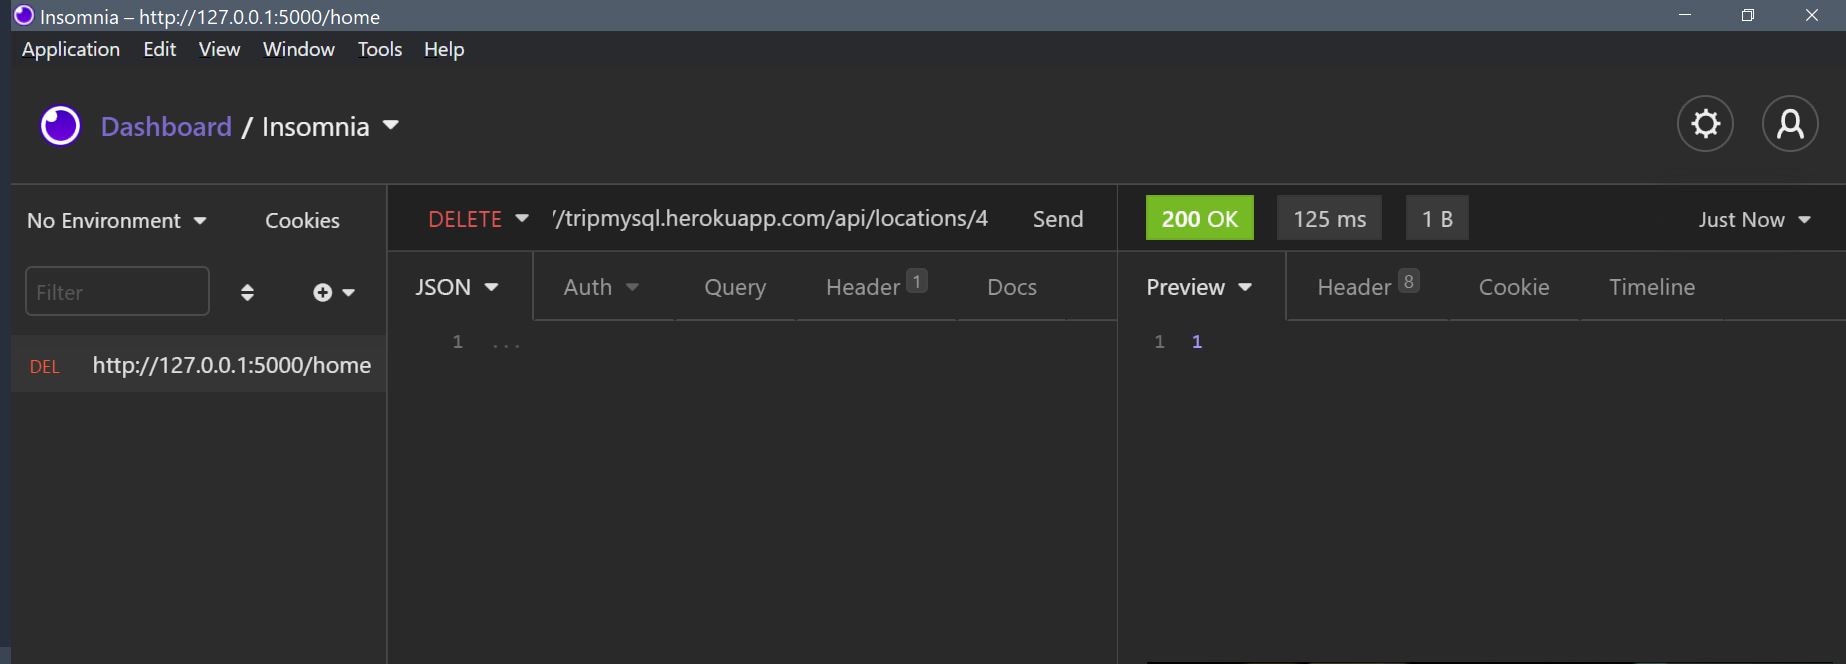 Insomnia – http://127.0.0.1:5000/home
Application Edit View Window Tools Help
Dashboard / Insomnia
No Environment Cookies
DELETE '/tripmysql.herokuapp.com/api/locations/4 Send
200 OK 125 ms 1 B Just Now
Filter
JSON Auth Query Header 1 Docs
Preview Header 8 Cookie Timeline
1 ...
1 1
DEL http://127.0.0.1:5000/home